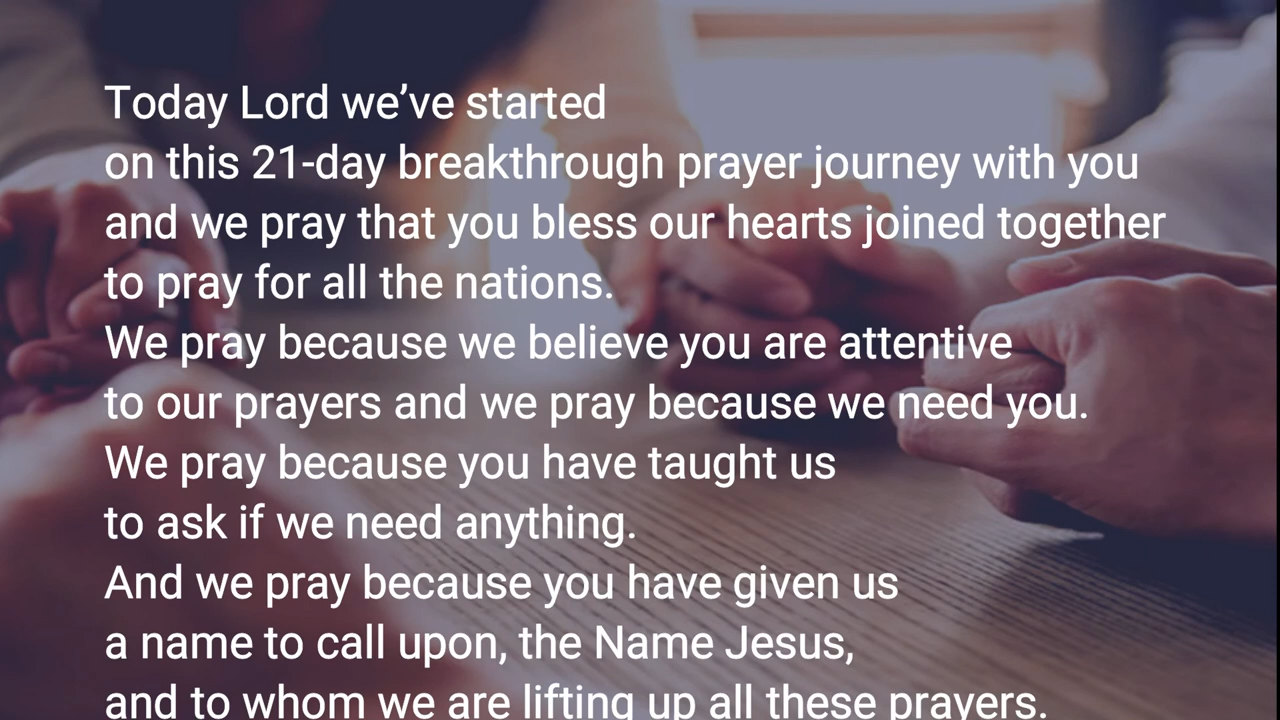 Today Lord we’ve started
on this 21-day breakthrough prayer journey with you
and we pray that you bless our hearts joined together
to pray for all the nations.
We pray because we believe you are attentive
to our prayers and we pray because we need you.
We pray because you have taught us
to ask if we need anything.
And we pray because you have given us
a name to call upon, the Name Jesus,
and to whom we are lifting up all these prayers.